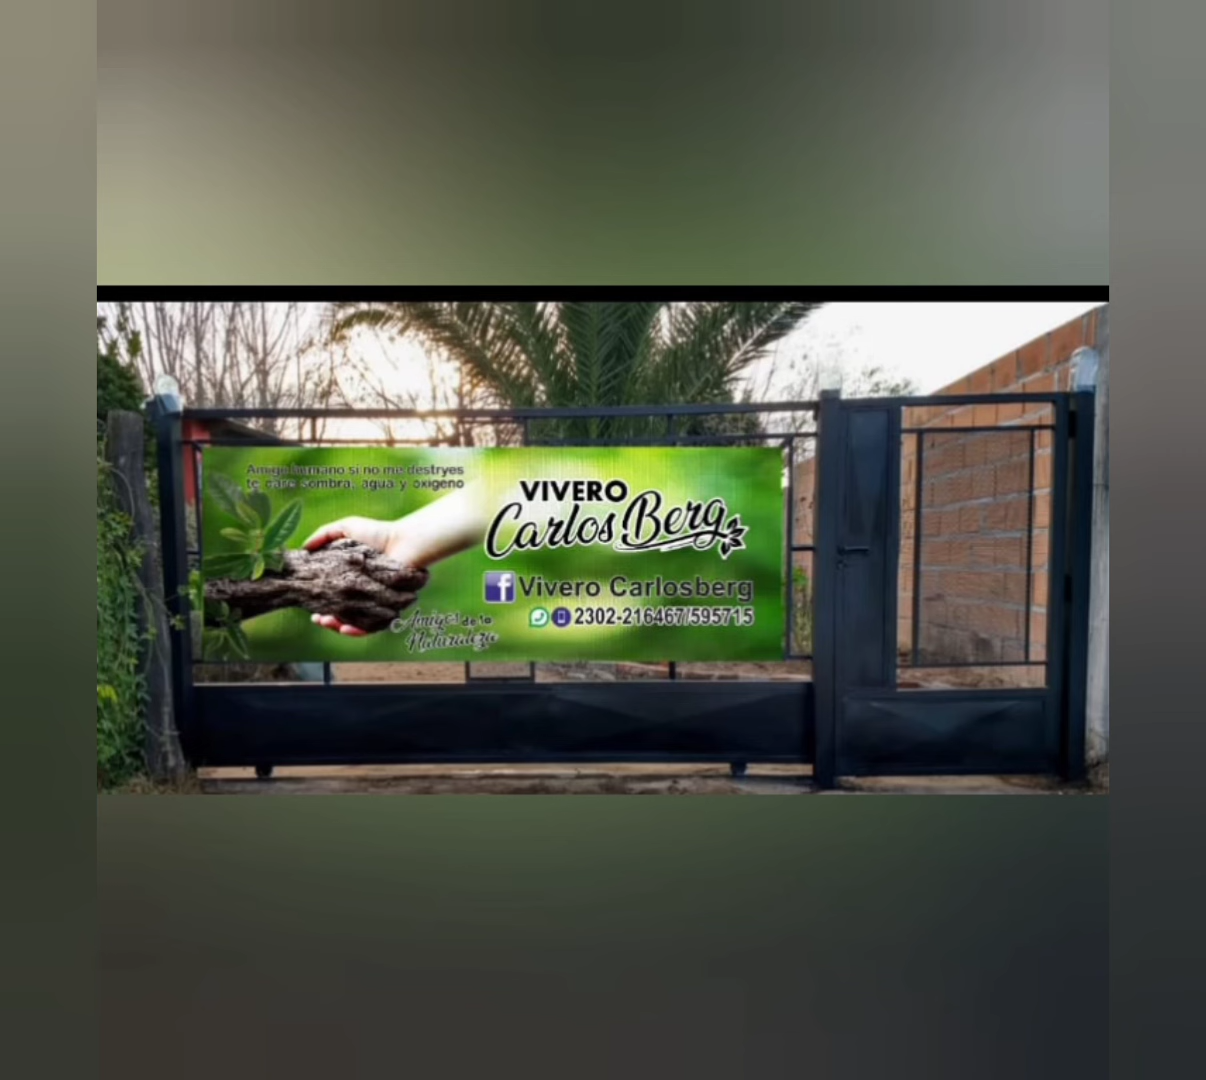 Amigo humano si no me destryes
te dare sombra, agua y oxigeno
VIVERO
Carlos Berg
f Vivero Carlosberg
2302-216467/595715
Amigos de la
Naturaleza